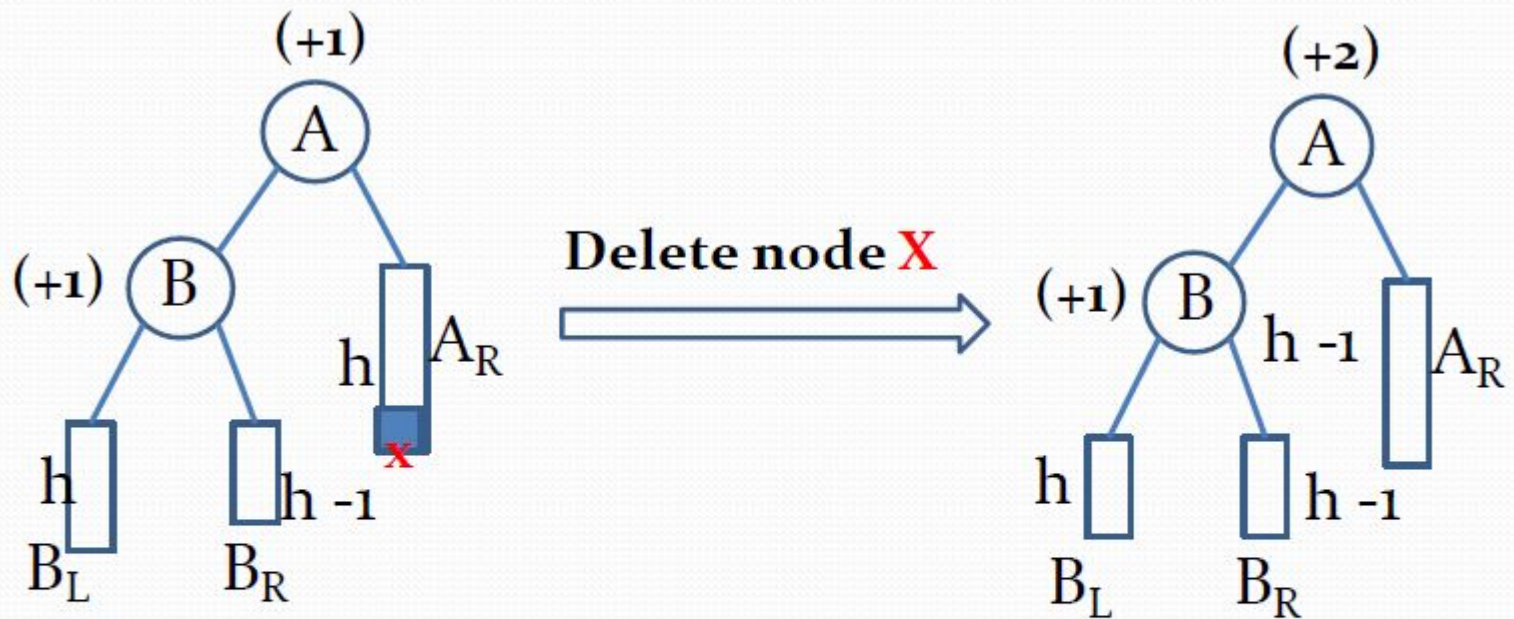 (+1)
A
(+1)
B
h
A_R
x
h
h -1
B_L
B_R
Delete node X
(+2)
A
(+1)
B
h -1
A_R
h
h -1
B_L
B_R